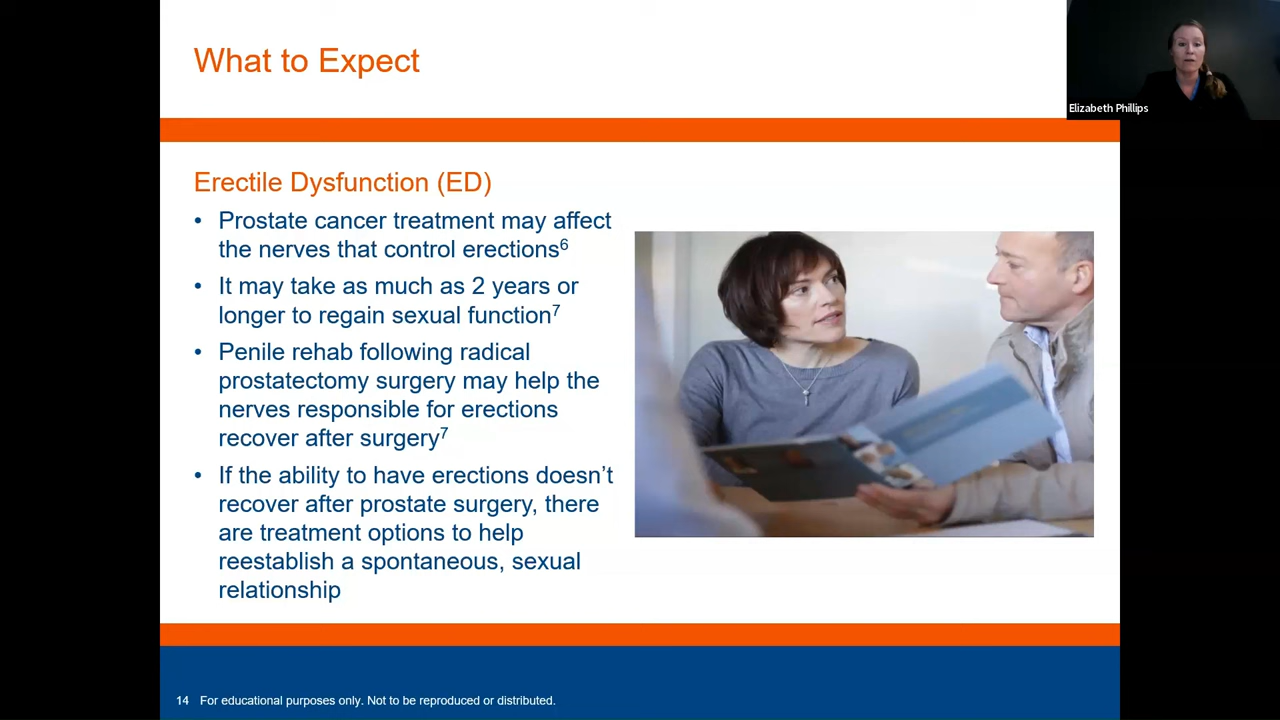 What to Expect
Elizabeth Phillips
Erectile Dysfunction (ED)
• Prostate cancer treatment may affect
the nerves that control erections⁶
• It may take as much as 2 years or
longer to regain sexual function⁷
• Penile rehab following radical
prostatectomy surgery may help the
nerves responsible for erections
recover after surgery⁷
• If the ability to have erections doesn’t
recover after prostate surgery, there
are treatment options to help
reestablish a spontaneous, sexual
relationship
14 For educational purposes only. Not to be reproduced or distributed.